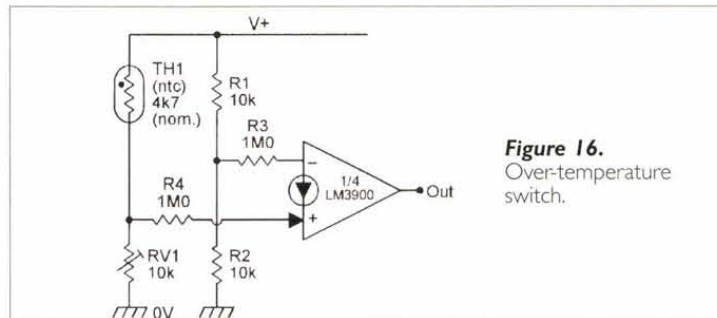 V+
TH1
(ntc)
4k7
(nom.)
R1
10k
R3
1M0
−
1/4
LM3900
Out
+
R4
1M0
RV1
10k
R2
10k
0V
Figure 16.
Over-temperature
switch.